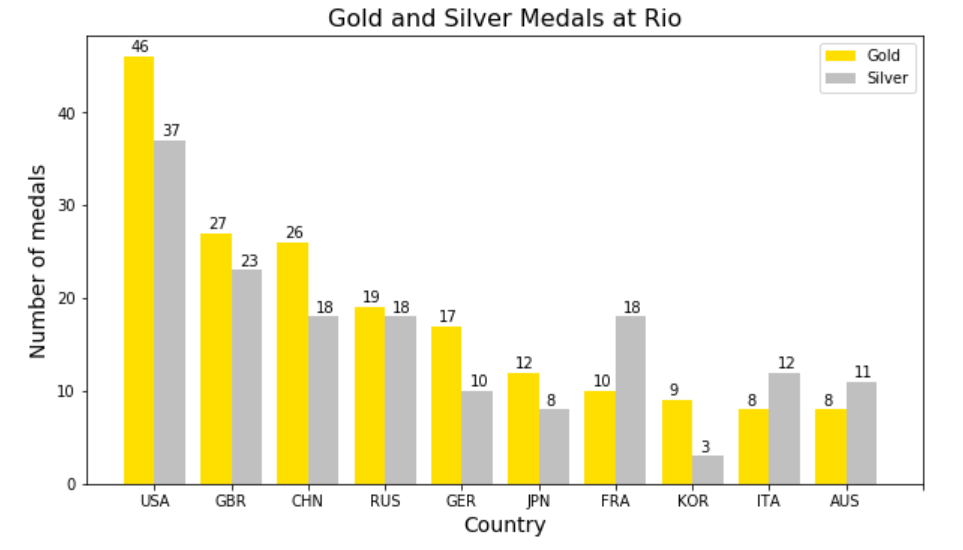 Gold and Silver Medals at Rio
Gold
Silver
Number of medals
40
30
20
10
0
46
37
27
23
26
18
19
18
17
10
12
8
10
18
9
3
8
12
8
11
USA
GBR
CHN
RUS
GER
JPN
FRA
KOR
ITA
AUS
Country